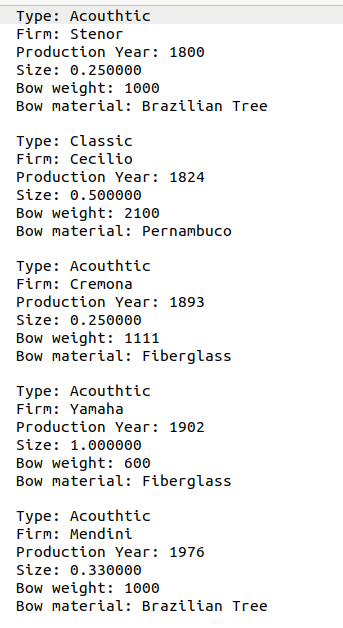 Type: Acouthtic
Firm: Stenor
Production Year: 1800
Size: 0.250000
Bow weight: 1000
Bow material: Brazilian Tree

Type: Classic
Firm: Cecilio
Production Year: 1824
Size: 0.500000
Bow weight: 2100
Bow material: Pernambuco

Type: Acouthtic
Firm: Cremona
Production Year: 1893
Size: 0.250000
Bow weight: 1111
Bow material: Fiberglass

Type: Acouthtic
Firm: Yamaha
Production Year: 1902
Size: 1.000000
Bow weight: 600
Bow material: Fiberglass

Type: Acouthtic
Firm: Mendini
Production Year: 1976
Size: 0.330000
Bow weight: 1000
Bow material: Brazilian Tree